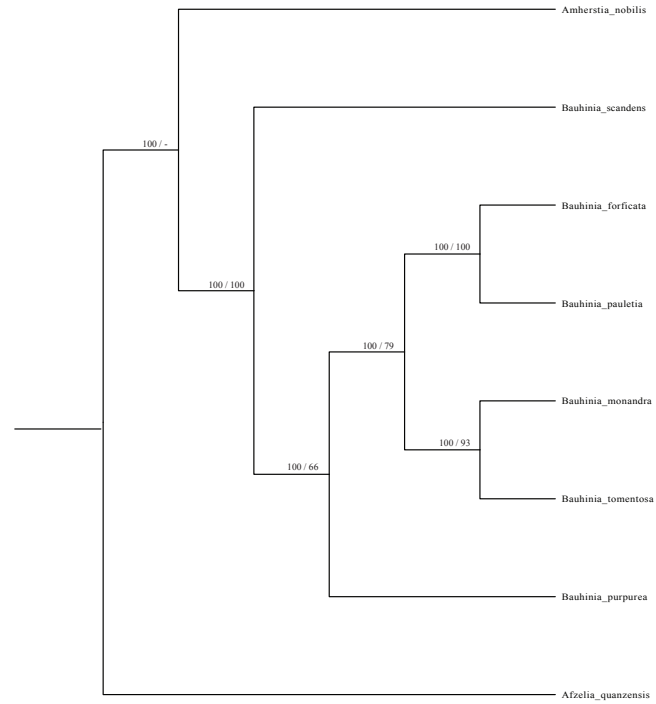 Amherstia_nobilis
Bauhinia_scandens
100 / -
Bauhinia_forficata
100 / 100
100 / 100
Bauhinia_pauletia
100 / 79
Bauhinia_monandra
100 / 93
100 / 66
Bauhinia_tomentosa
Bauhinia_purpurea
Afzelia_quanzensis